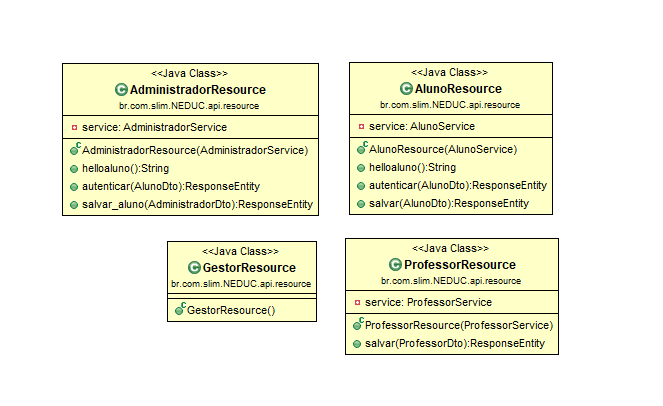 <<Java Class>>
AdministradorResource
br.com.slim.NEDUC.api.resource
service: AdministradorService
AdministradorResource(AdministradorService)
helloaluno():String
autenticar(AlunoDto):ResponseEntity
salvar_aluno(AdministradorDto):ResponseEntity
<<Java Class>>
AlunoResource
br.com.slim.NEDUC.api.resource
service: AlunoService
AlunoResource(AlunoService)
helloaluno():String
autenticar(AlunoDto):ResponseEntity
salvar(AlunoDto):ResponseEntity
<<Java Class>>
GestorResource
br.com.slim.NEDUC.api.resource
GestorResource()
<<Java Class>>
ProfessorResource
br.com.slim.NEDUC.api.resource
service: ProfessorService
ProfessorResource(ProfessorService)
salvar(ProfessorDto):ResponseEntity